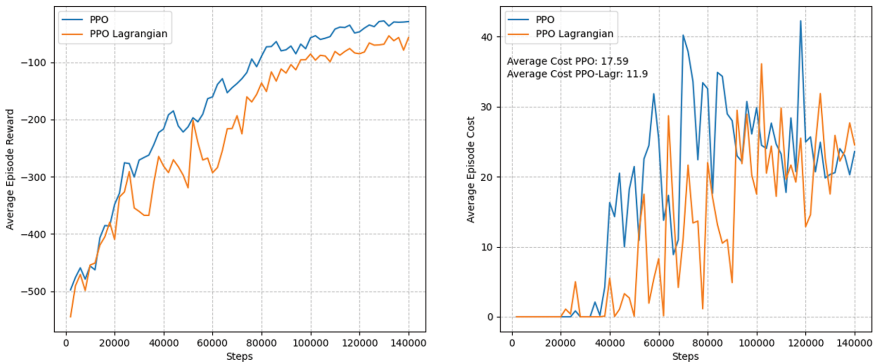 PPO
PPO Lagrangian
Average Episode Reward
−100
−200
−300
−400
−500
0 20000 40000 60000 80000 100000 120000 140000
Steps
PPO
PPO Lagrangian
Average Cost PPO: 17.59
Average Cost PPO-Lagr: 11.9
Average Episode Cost
40
30
20
10
0
0 20000 40000 60000 80000 100000 120000 140000
Steps